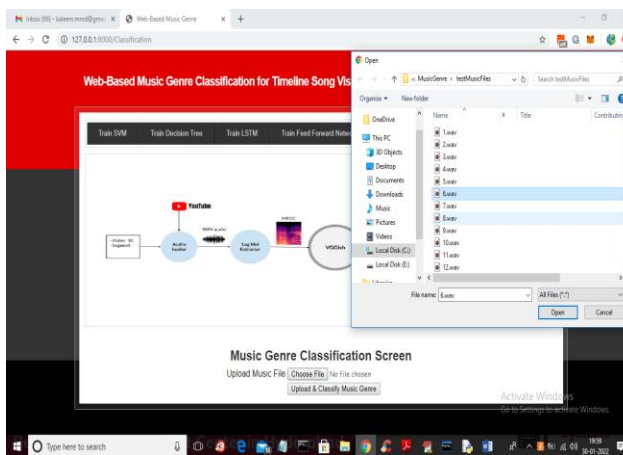 Inbox (86) - kaleem.mmd@gmai
Web-Based Music Genre
127.0.0.1:8000/Classification
Web-Based Music Genre Classification for Timeline Song Vis
Train SVM Train Decision Tree Train LSTM Train Feed Forward Netw
YouTube
Audio
loader
WAV audio
Log Mel
Extractor
VGGish
Music Genre Classification Screen
Upload Music File Choose File No file chosen
Upload & Classify Music Genre
Open
MusicGenre testMusicFiles
Search testMusicFiles
Organize New folder
Name # Title Contributin
OneDrive
This PC
3D Objects
Desktop
Documents
Downloads
Music
Pictures
Videos
Local Disk (C:)
Local Disk (E:)
1.wav
2.wav
3.wav
4.wav
5.wav
6.wav
7.wav
8.wav
9.wav
10.wav
11.wav
12.wav
File name: 6.wav All Files (*.*)
Open Cancel
Activate Windows
Go to Settings to activate Windows.
Type here to search
19:59
30-01-2022